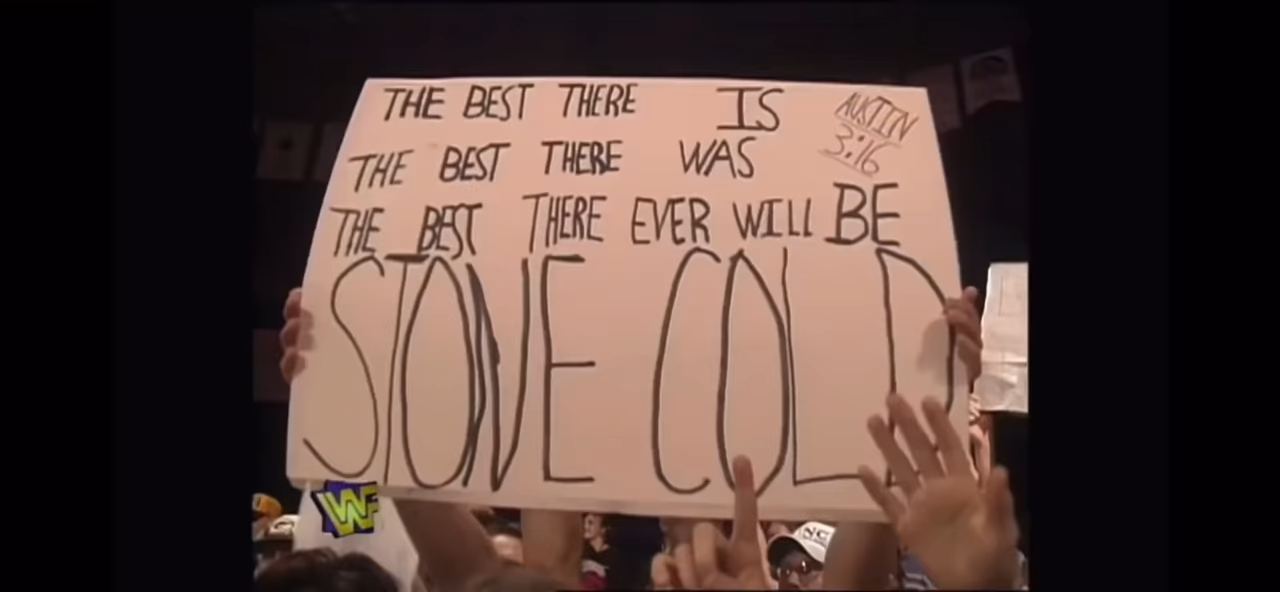 THE BEST THERE IS
AUSTIN
3:16
THE BEST THERE WAS
THE BEST THERE EVER WILL BE
STONE COLD
WF
NC